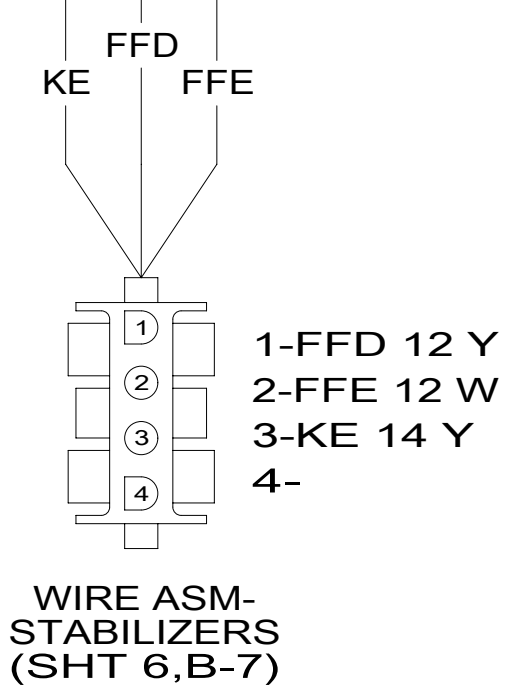 FFD
KE FFE
1
2
3
4
1-FFD 12 Y
2-FFE 12 W
3-KE 14 Y
4-
WIRE ASM-
STABILIZERS
(SHT 6,B-7)